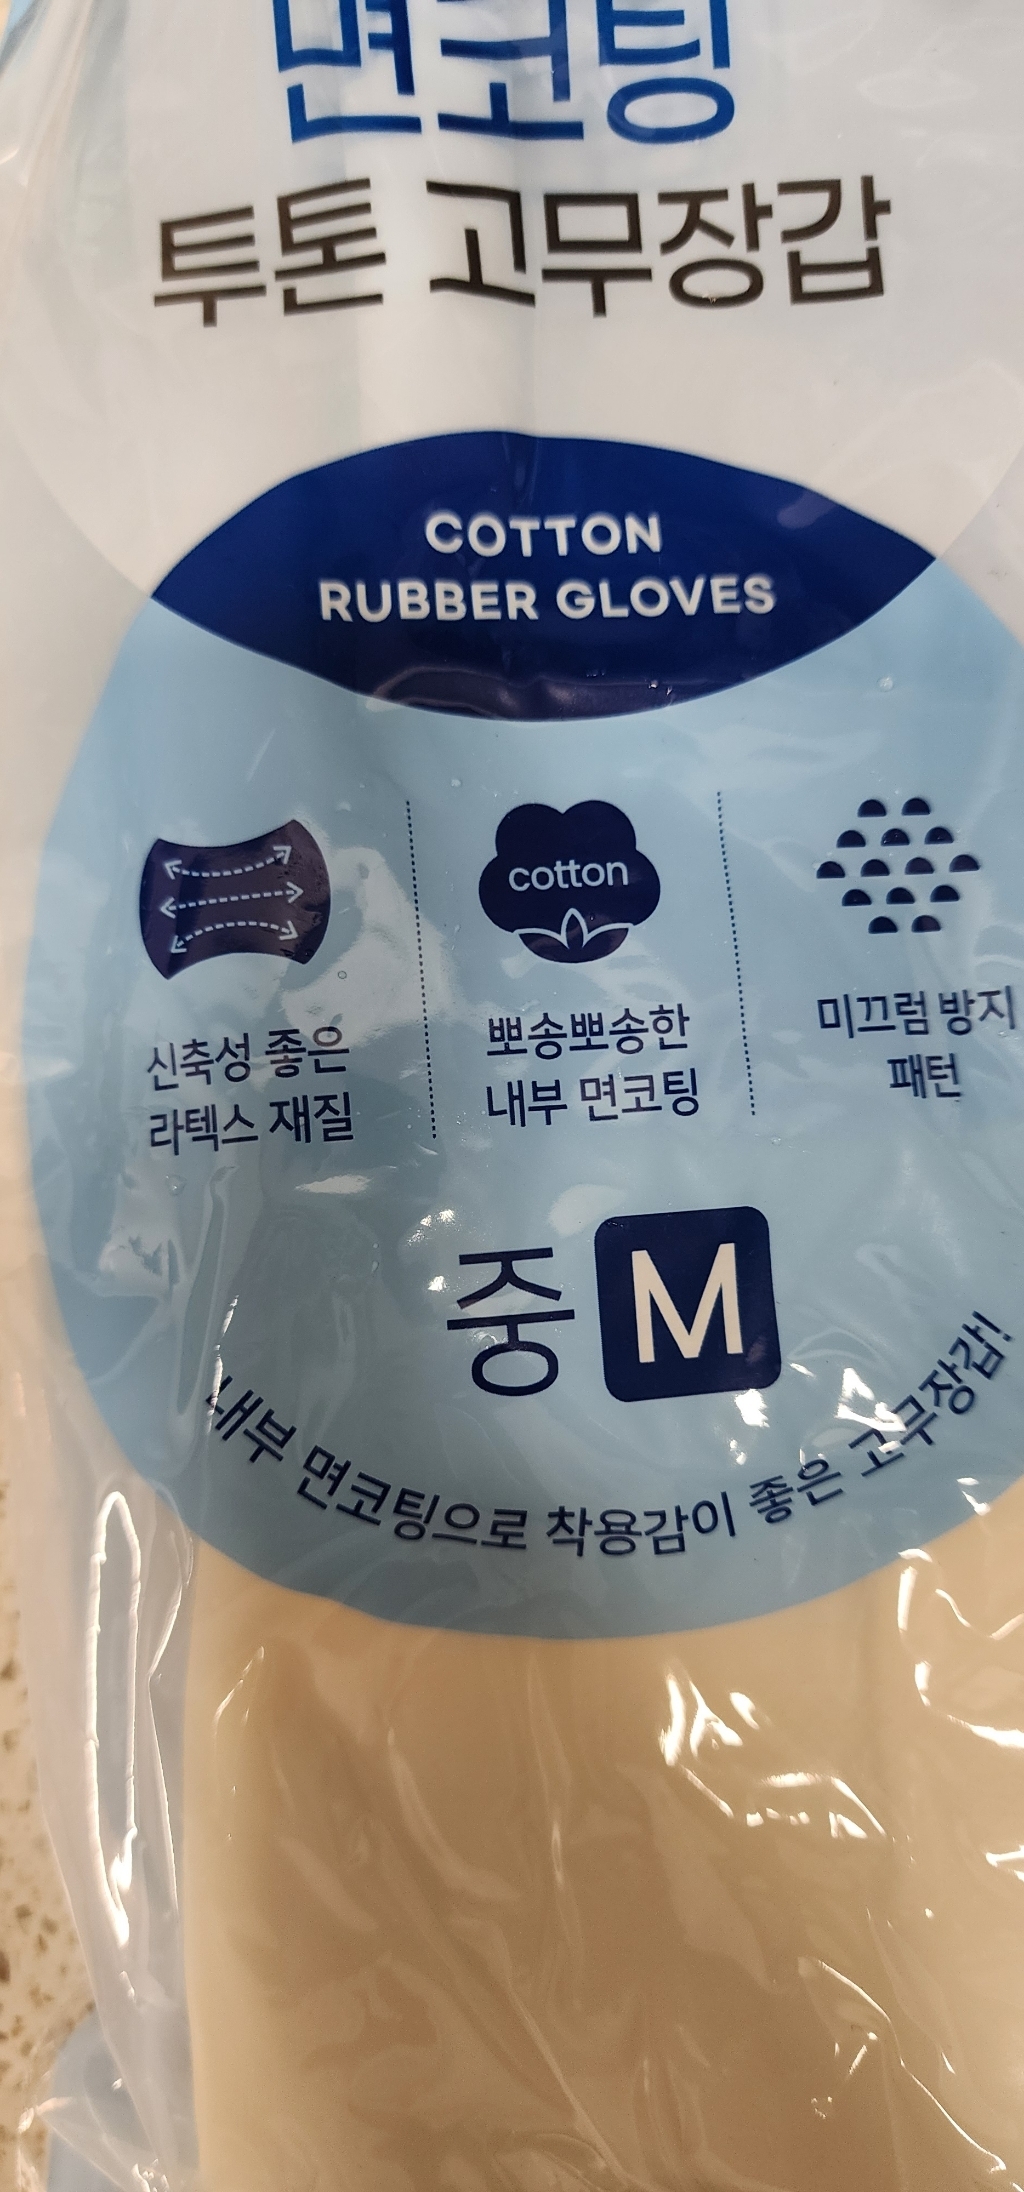 면코팅
투톤 고무장갑
COTTON
RUBBER GLOVES
신축성 좋은
라텍스 재질
cotton
뽀송뽀송한
내부 면코팅
미끄럼 방지
패턴
중 M
내부 면코팅으로 착용감이 좋은 고무장갑!